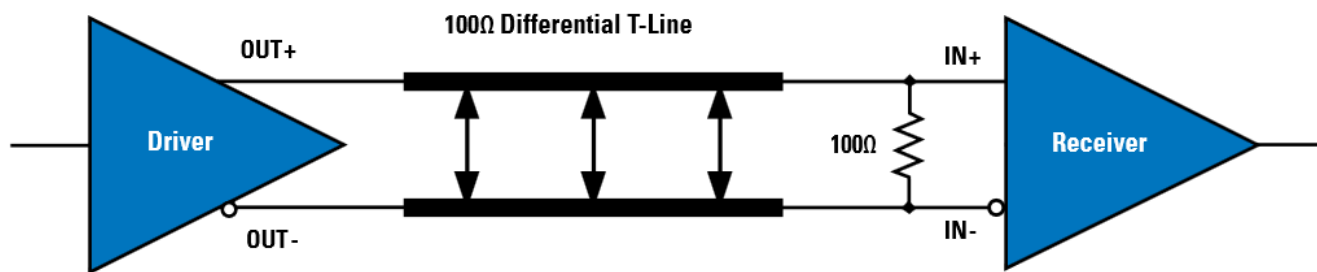 100Ω Differential T-Line
OUT+
IN+
Driver
100Ω
Receiver
OUT-
IN-